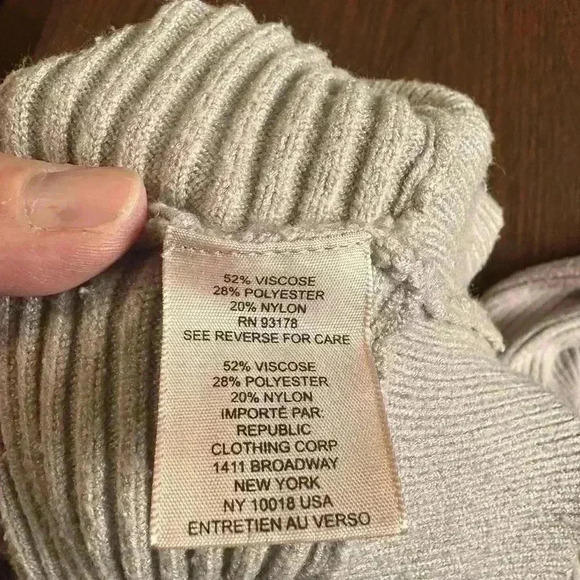 52% VISCOSE
28% POLYESTER
20% NYLON
RN 93178
SEE REVERSE FOR CARE
52% VISCOSE
28% POLYESTER
20% NYLON
IMPORTÉ PAR:
REPUBLIC
CLOTHING CORP
1411 BROADWAY
NEW YORK
NY 10018 USA
ENTRETIEN AU VERSO